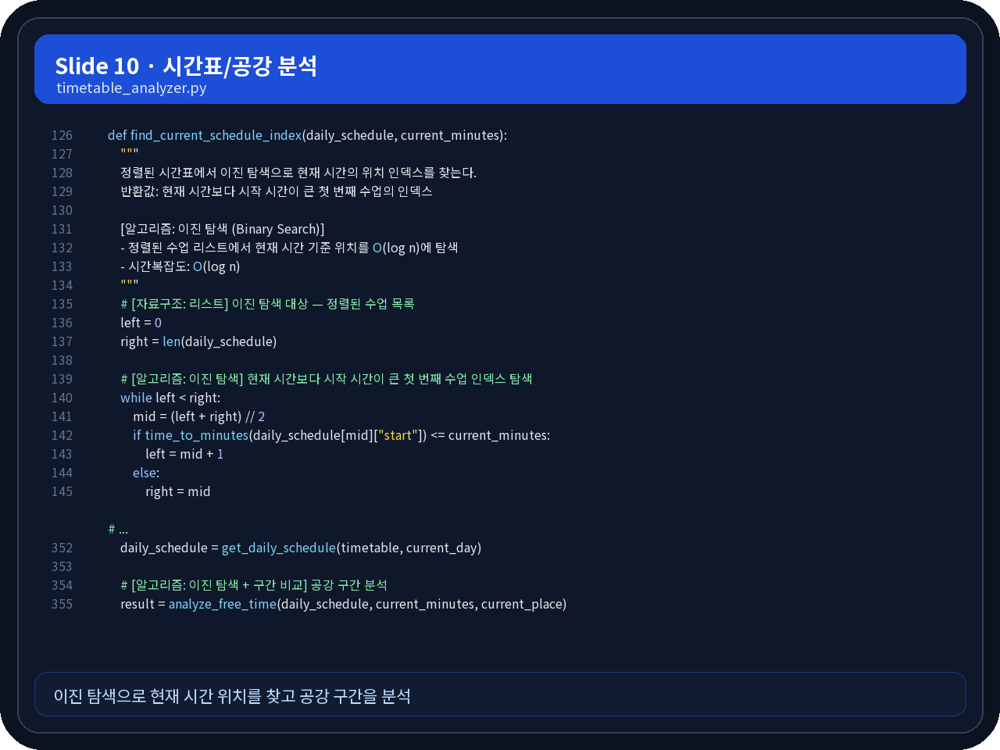 Slide 10 · 시간표/공강 분석
timetable_analyzer.py
126 def find_current_schedule_index(daily_schedule, current_minutes):
127 """
128 정렬된 시간표에서 이진 탐색으로 현재 시간의 위치 인덱스를 찾는다.
129 반환값: 현재 시간보다 시작 시간이 큰 첫 번째 수업의 인덱스
130
131 [알고리즘: 이진 탐색 (Binary Search)]
132 - 정렬된 수업 리스트에서 현재 시간 기준 위치를 O(log n)에 탐색
133 - 시간복잡도: O(log n)
134 """
135 # [자료구조: 리스트] 이진 탐색 대상 — 정렬된 수업 목록
136 left = 0
137 right = len(daily_schedule)
138
139 # [알고리즘: 이진 탐색] 현재 시간보다 시작 시간이 큰 첫 번째 수업 인덱스 탐색
140 while left < right:
141 mid = (left + right) // 2
142 if time_to_minutes(daily_schedule[mid]["start"]) <= current_minutes:
143 left = mid + 1
144 else:
145 right = mid
# ...
352 daily_schedule = get_daily_schedule(timetable, current_day)
353
354 # [알고리즘: 이진 탐색 + 구간 비교] 공강 구간 분석
355 result = analyze_free_time(daily_schedule, current_minutes, current_place)
이진 탐색으로 현재 시간 위치를 찾고 공강 구간을 분석